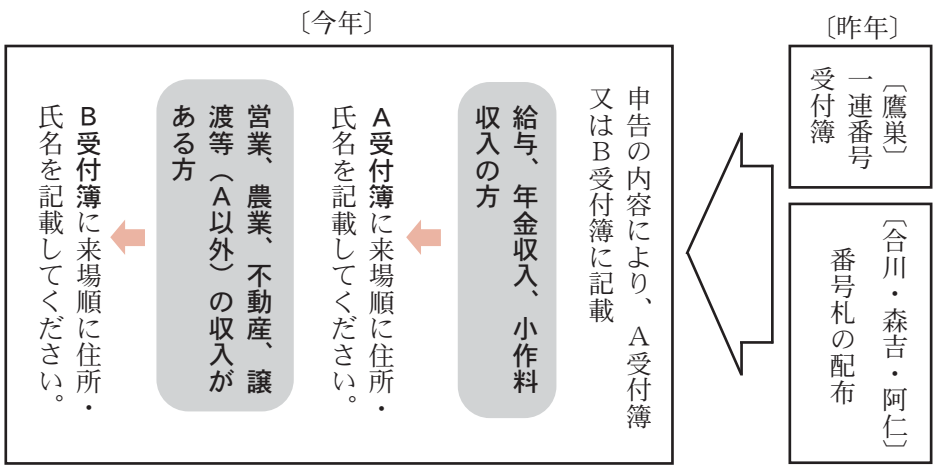 〔昨年〕
〔鷹巣〕
一連番号
受付簿
〔合川・森吉・阿仁〕
番号札の配布
〔今年〕
申告の内容により、A受付簿
又はB受付簿に記載
給与、年金収入、小作料
収入の方
A受付簿に来場順に住所・
氏名を記載してください。
営業、農業、不動産、譲
渡等（A以外）の収入が
ある方
B受付簿に来場順に住所・
氏名を記載してください。